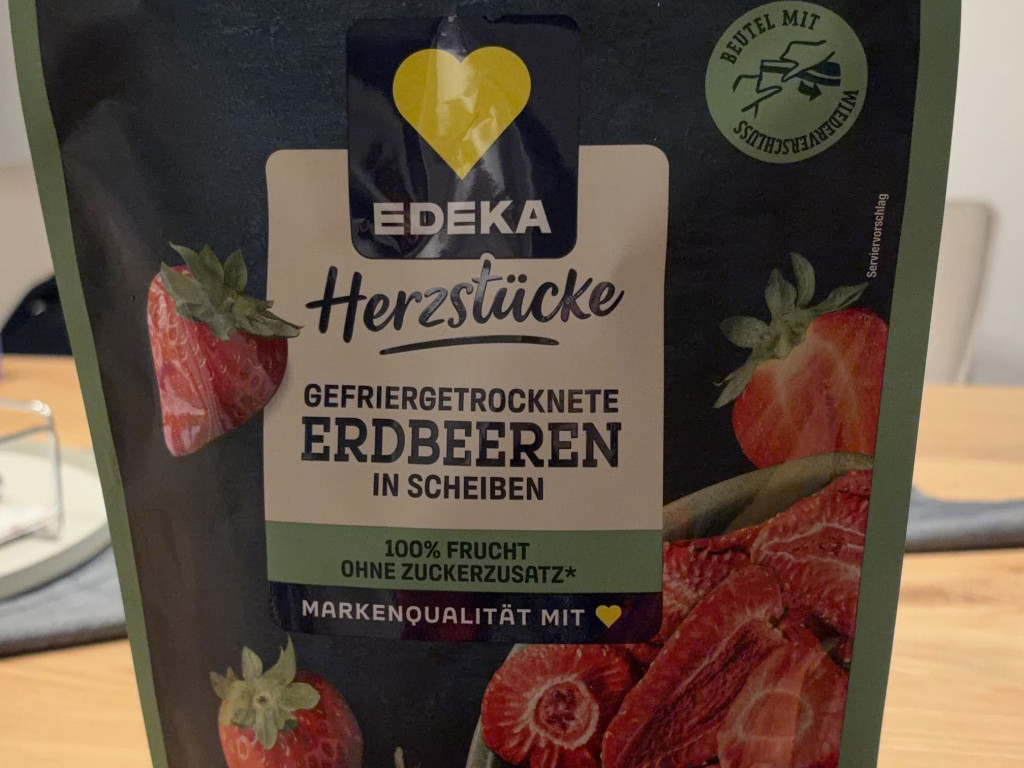 BEUTEL MIT
WIEDERVERSCHLUSS
EDEKA
Serviervorschlag
Herzstücke
GEFRIERGETROCKNETE
ERDBEEREN
IN SCHEIBEN
100% FRUCHT
OHNE ZUCKERZUSATZ*
MARKENQUALITÄT MIT